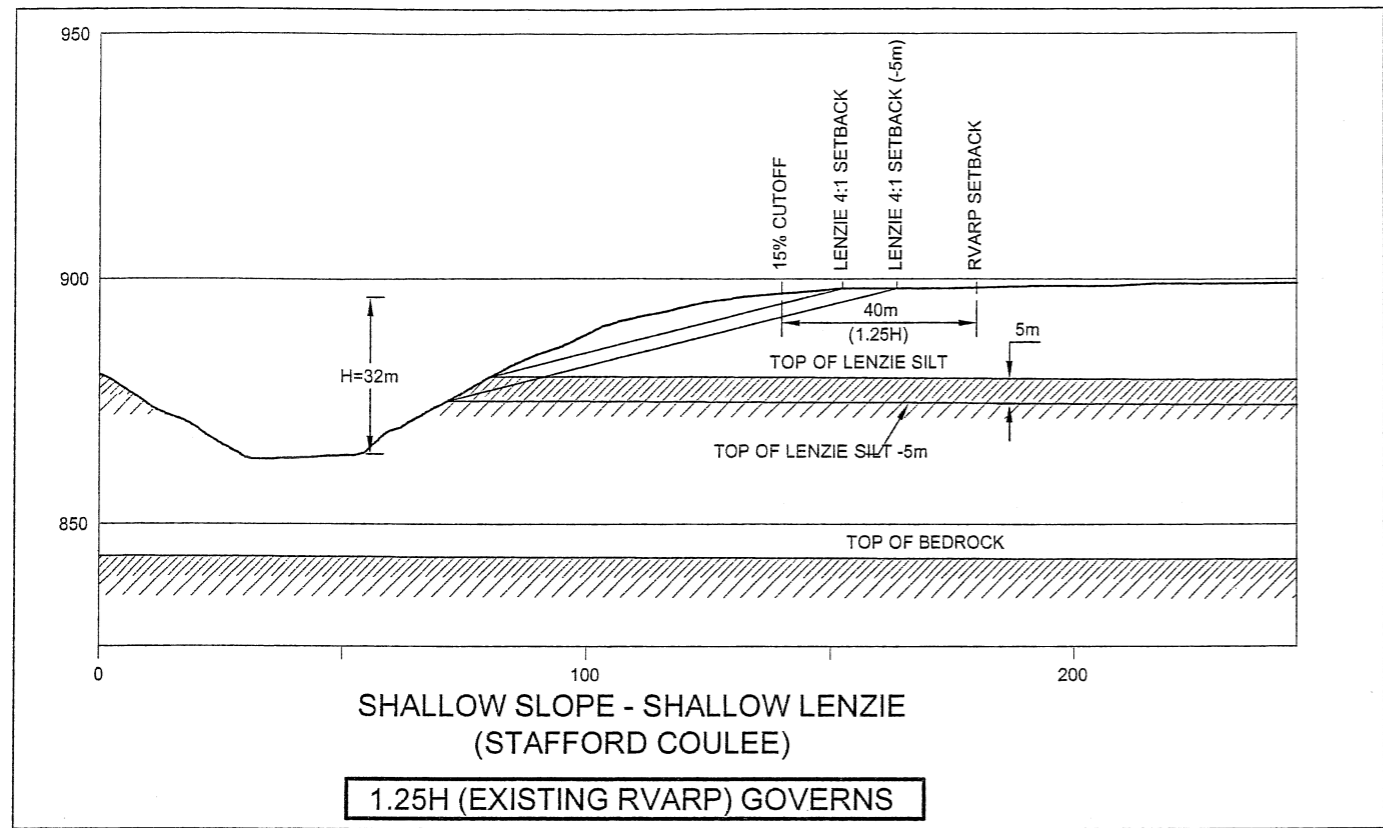 950
900
850
15% CUTOFF
LENZIE 4:1 SETBACK
LENZIE 4:1 SETBACK (-5m)
RVARP SETBACK
40m
(1.25H)
5m
H=32m
TOP OF LENZIE SILT
TOP OF LENZIE SILT -5m
TOP OF BEDROCK
0
100
200
SHALLOW SLOPE - SHALLOW LENZIE
(STAFFORD COULEE)
1.25H (EXISTING RVARP) GOVERNS